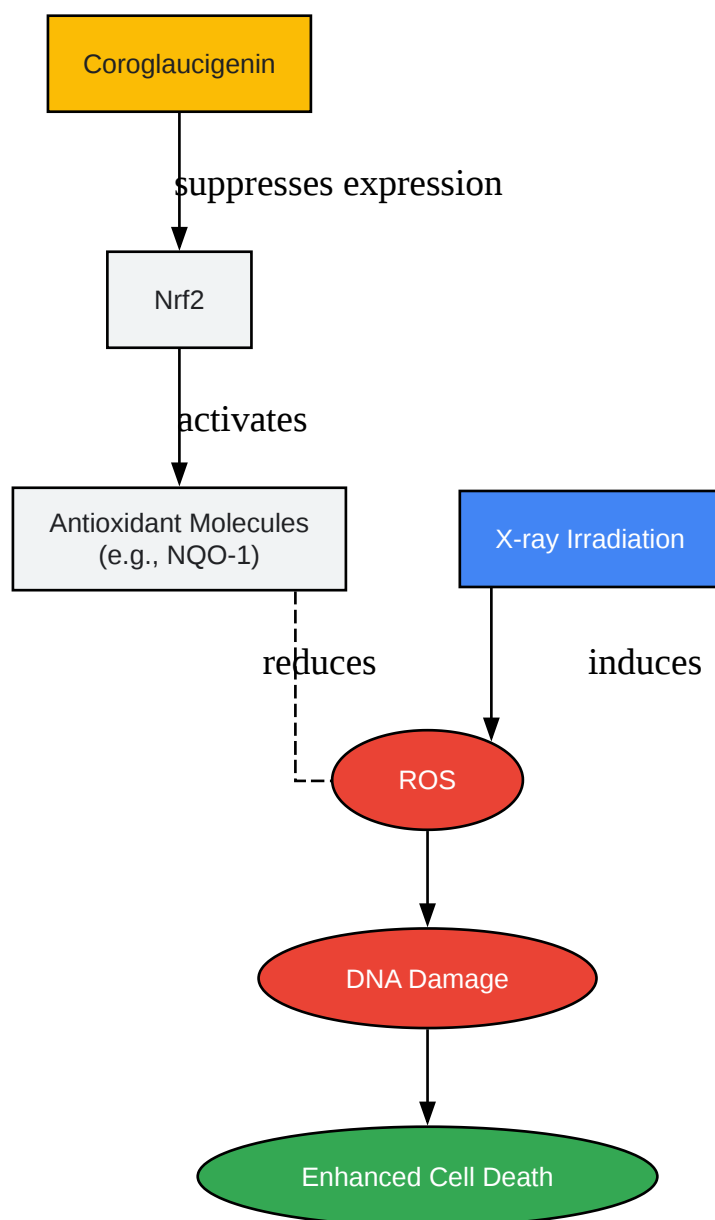 Coroglaucigenin
suppresses expression
Nrf2
activates
Antioxidant Molecules
(e.g., NQO-1)
X-ray Irradiation
reduces
induces
ROS
DNA Damage
Enhanced Cell Death